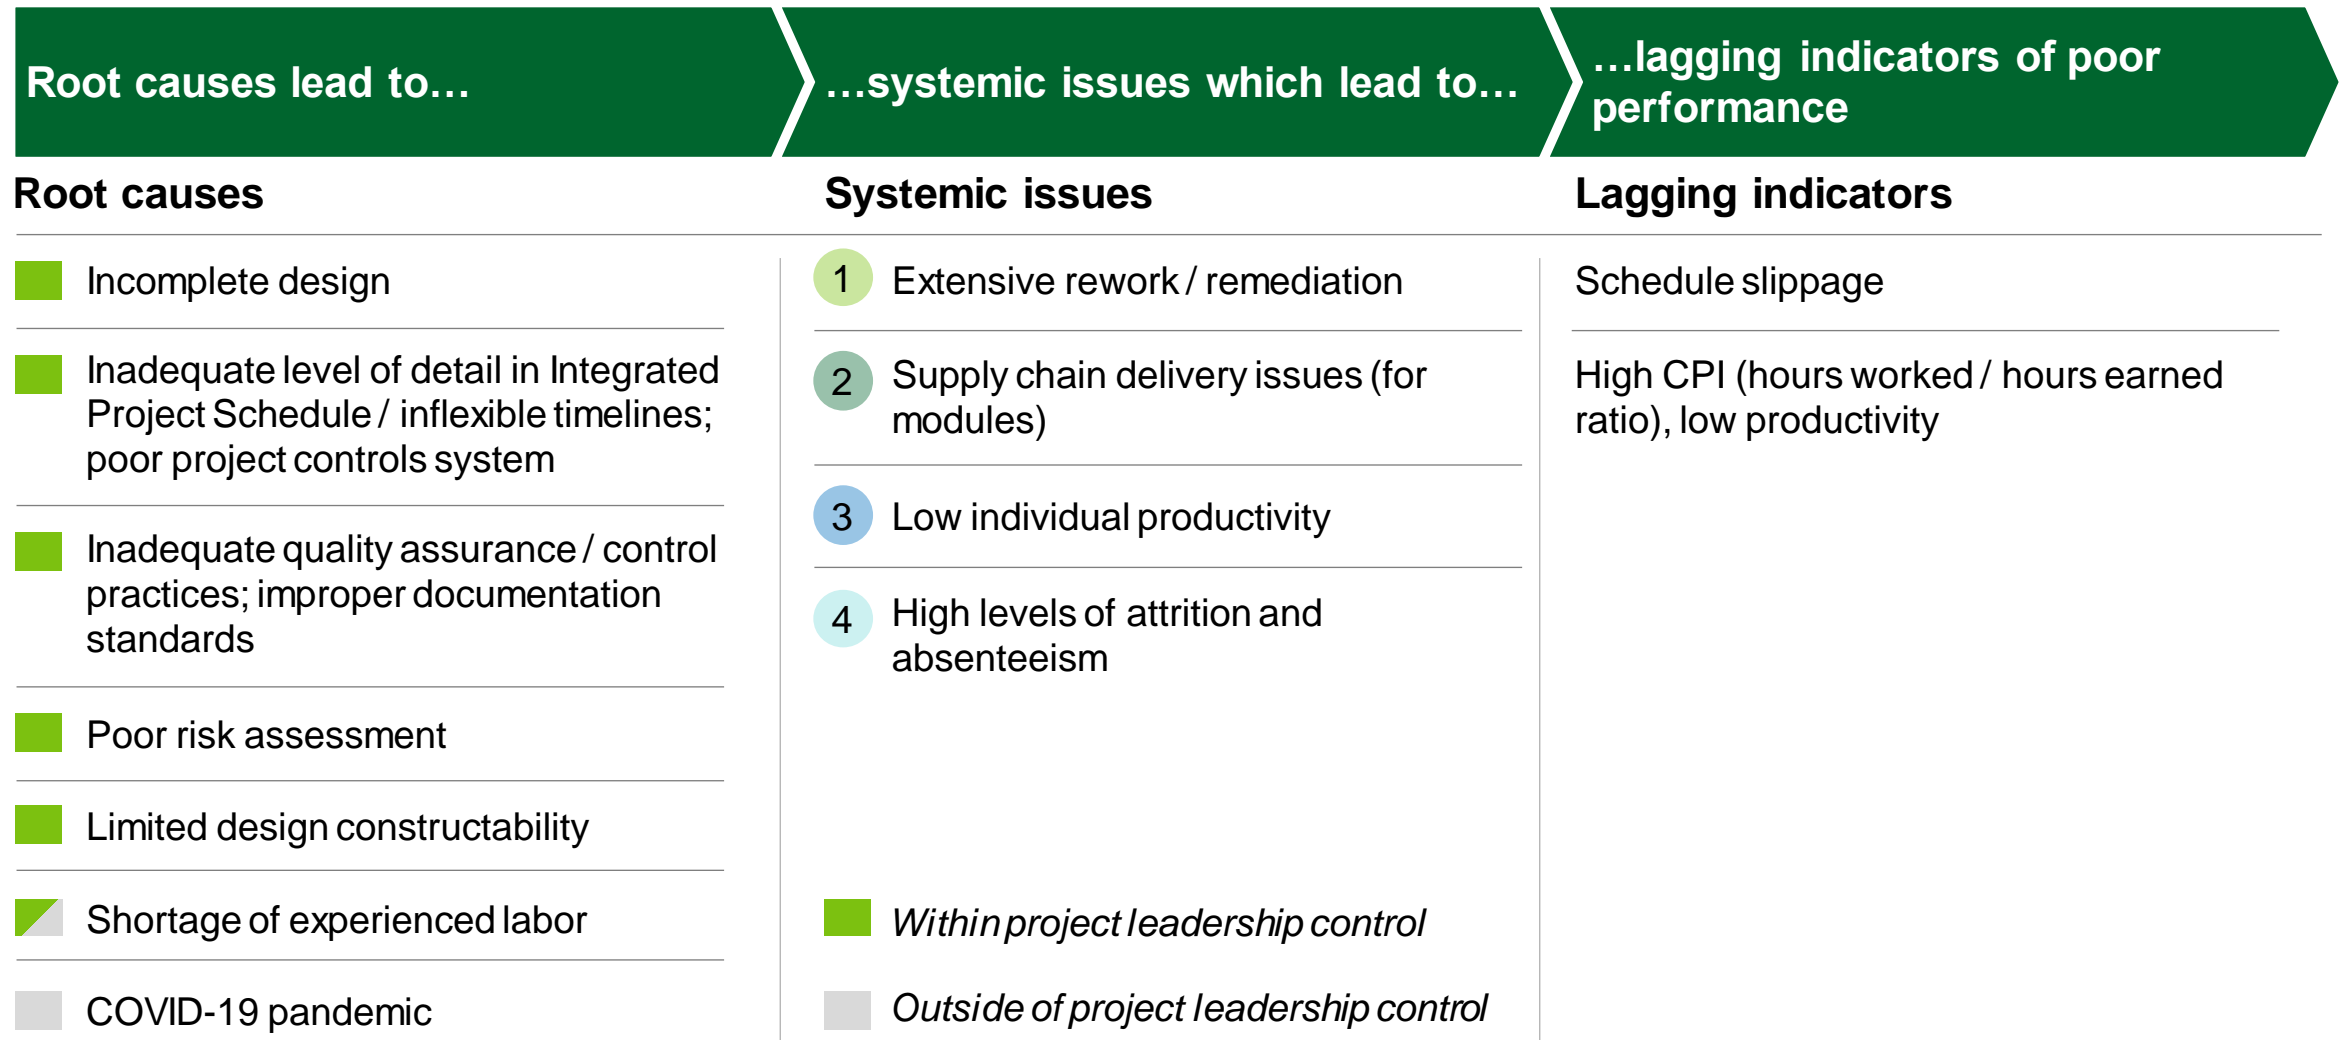 Root causes lead to…
…systemic issues which lead to…
…lagging indicators of poor
performance
Root causes
Incomplete design
Inadequate level of detail in Integrated
Project Schedule / inflexible timelines;
poor project controls system
Inadequate quality assurance / control
practices; improper documentation
standards
Poor risk assessment
Limited design constructability
Shortage of experienced labor
COVID-19 pandemic
Systemic issues
1 Extensive rework / remediation
2 Supply chain delivery issues (for
modules)
3 Low individual productivity
4 High levels of attrition and
absenteeism
Within project leadership control
Outside of project leadership control
Lagging indicators
Schedule slippage
High CPI (hours worked / hours earned
ratio), low productivity